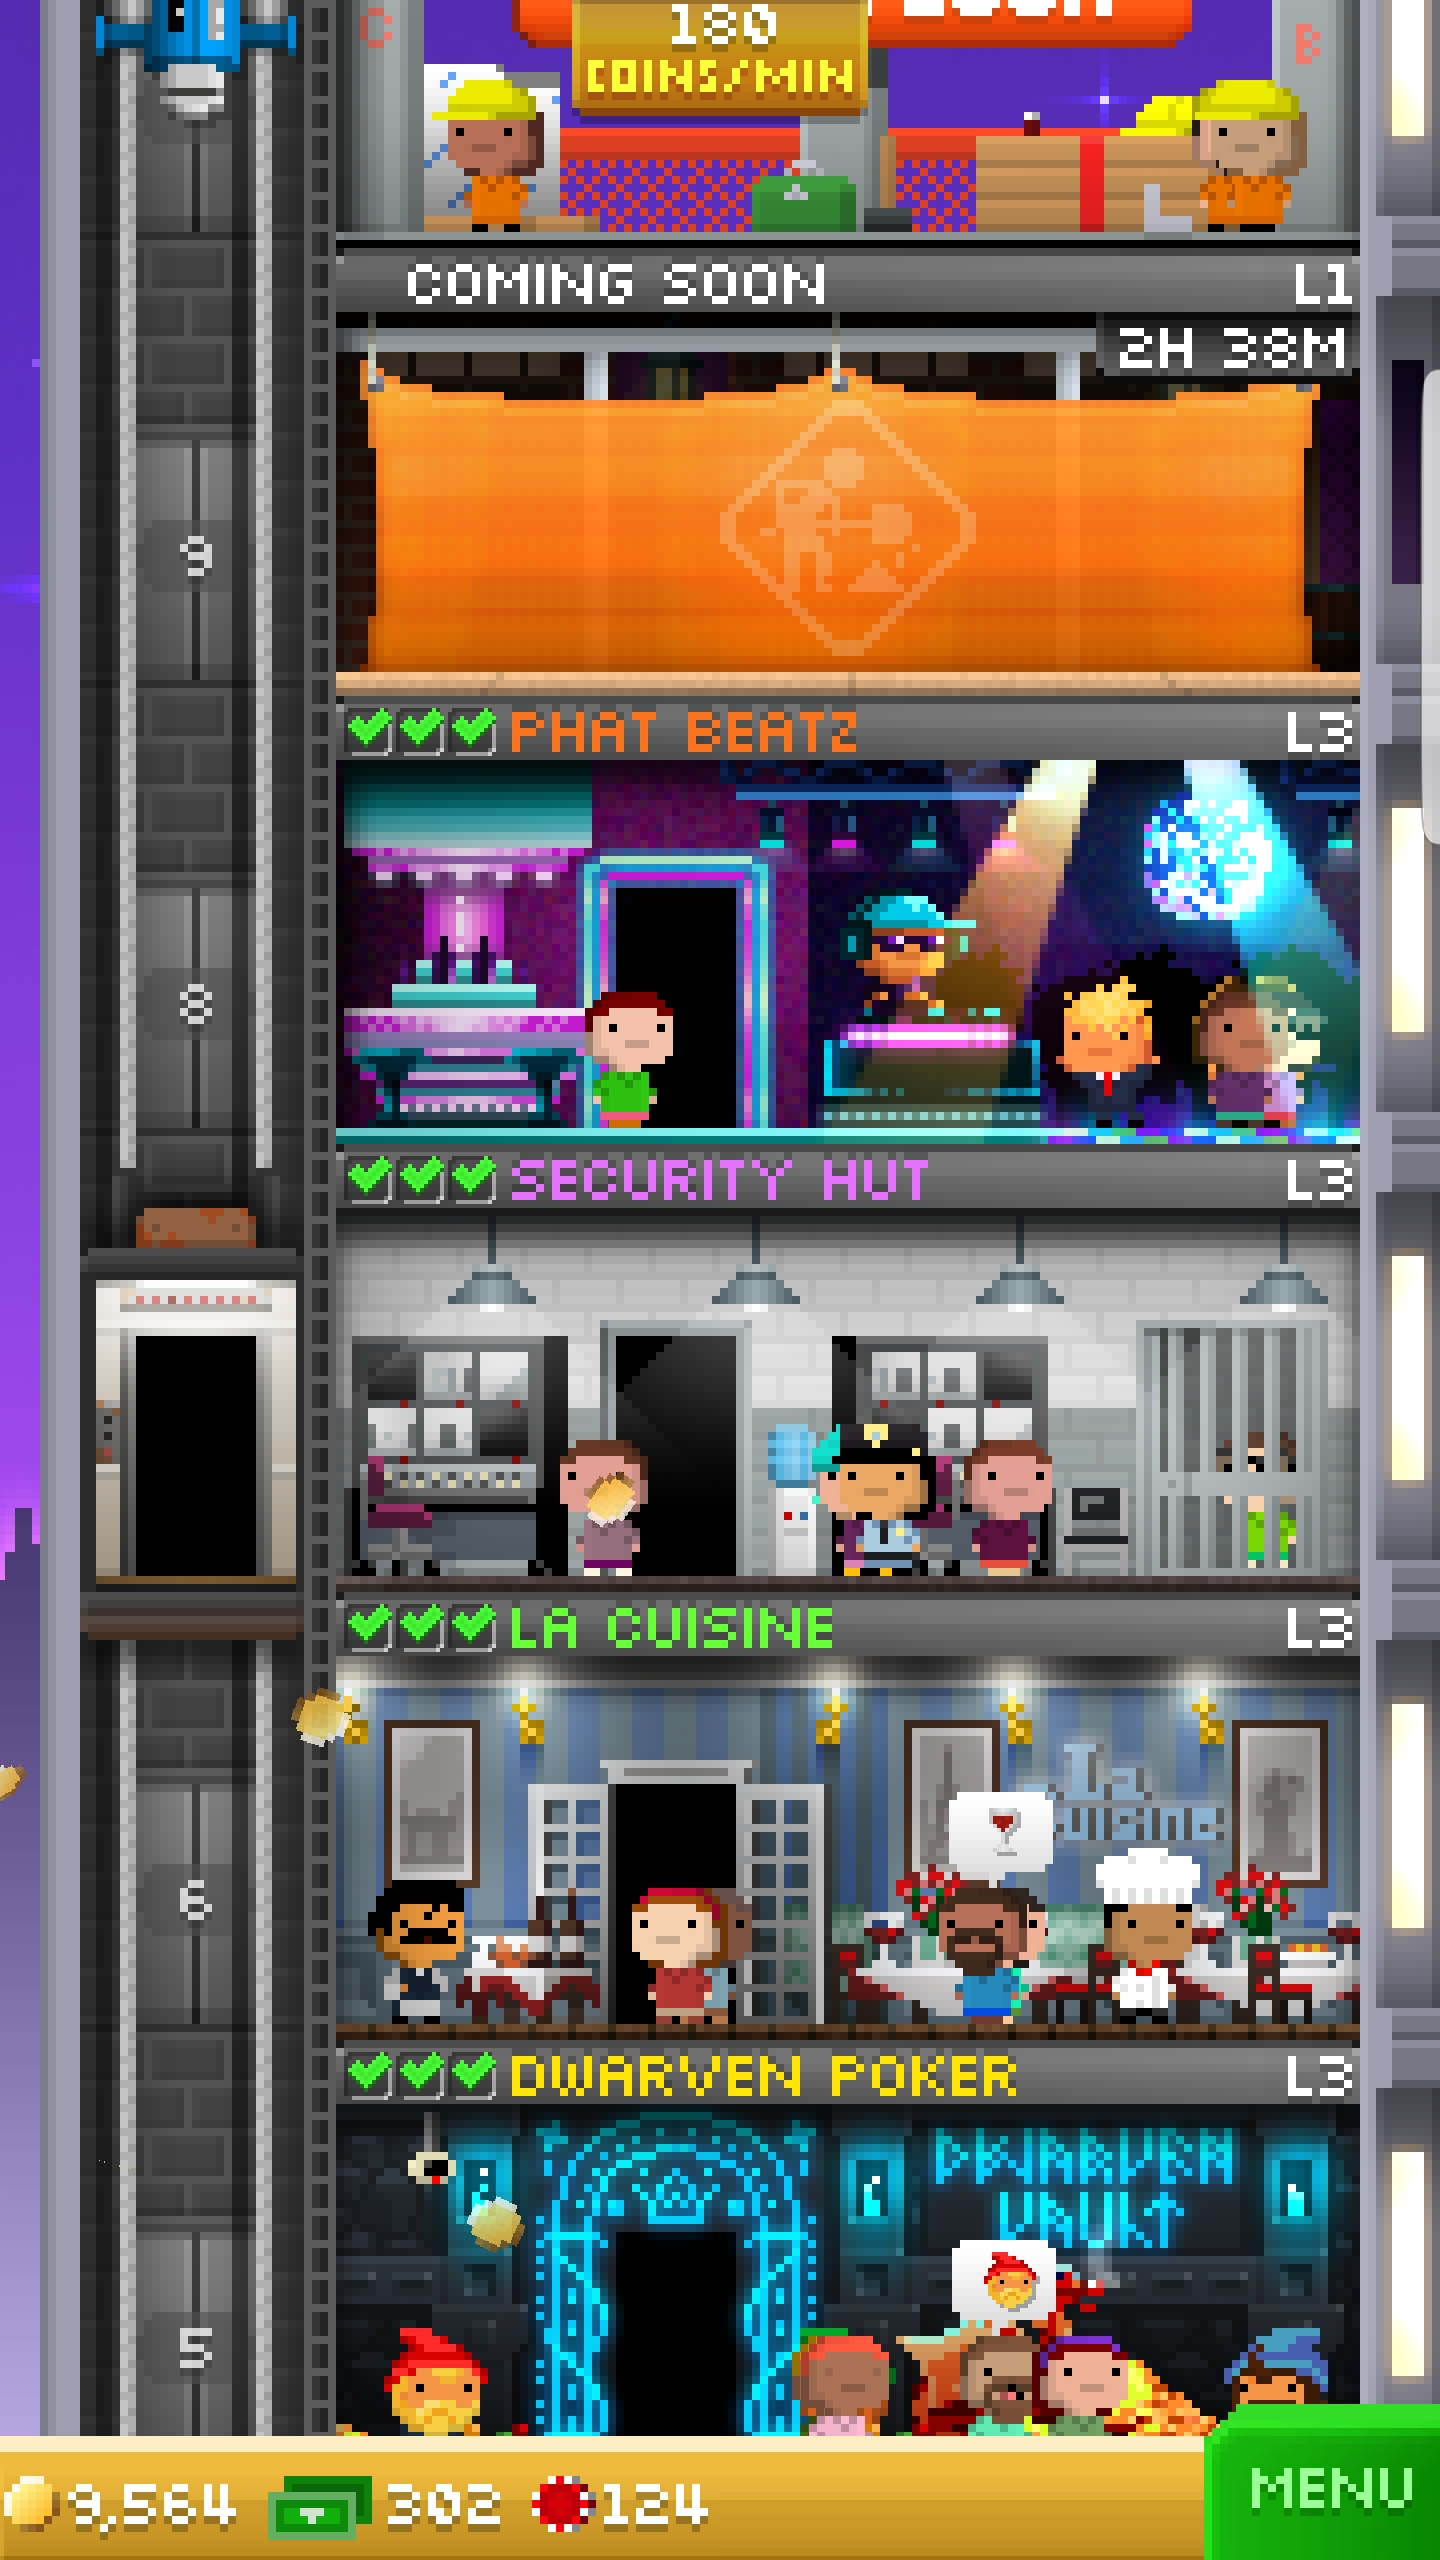 C
180
B
COINS/MIN
COMING SOON
L1
2H 38M
9
PHAT BEATZ
L3
8
SECURITY HUT
L3
LA CUISINE
L3
La
Cuisine
6
DWARVEN POKER
L3
DWARVEN
VAULT
5
9,564
302
124
MENU